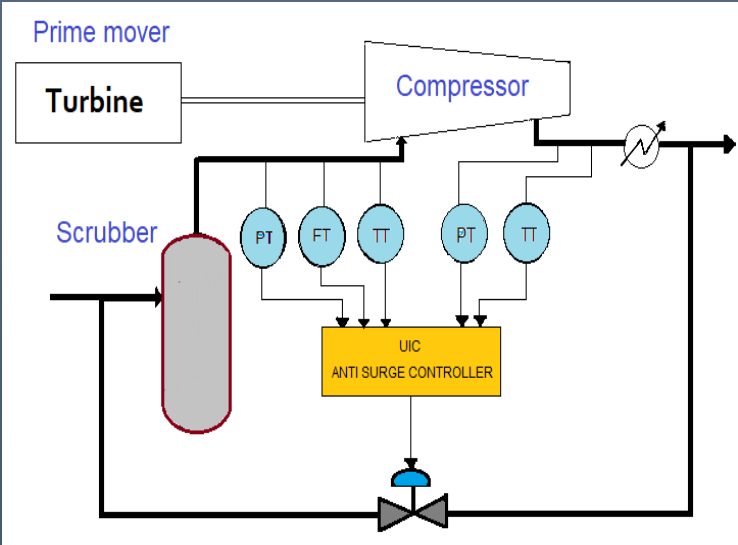 Prime mover
Turbine
Compressor
Scrubber
PT
FT
TT
PT
TT
UIC
ANTI SURGE CONTROLLER